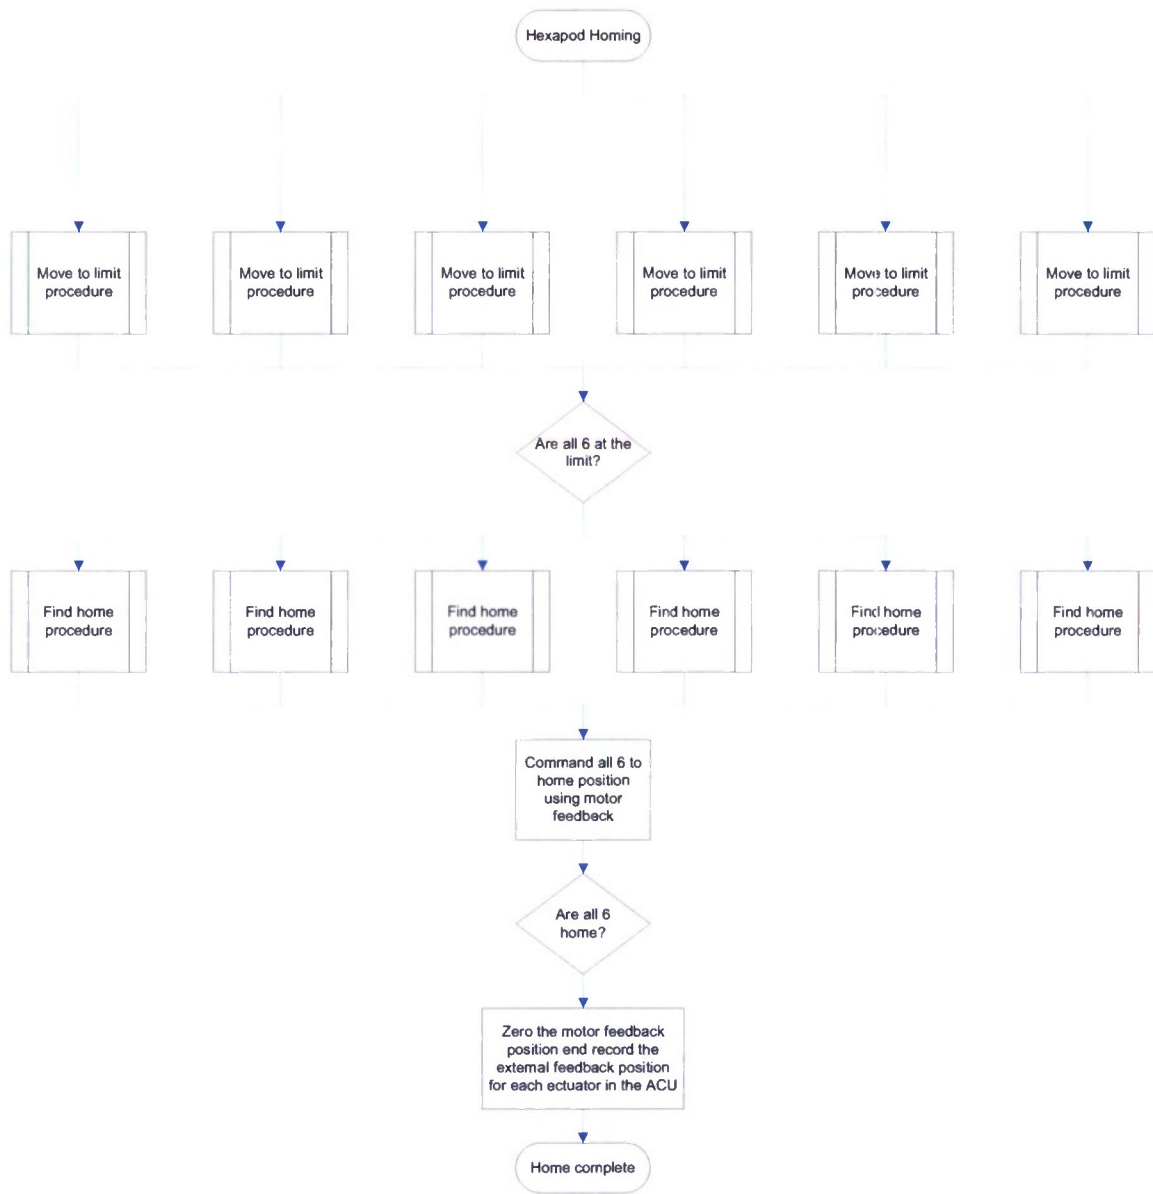 Hexapod Homing
Move to limit
procedure
Move to limit
procedure
Move to limit
procedure
Move to limit
procedure
Move to limit
procedure
Move to limit
procedure
Are all 6 at the
limit?
Find home
procedure
Find home
procedure
Find home
procedure
Find home
procedure
Find home
procedure
Find home
procedure
Command all 6 to
home position
using motor
feedback
Are all 6
home?
Zero the motor feedback
position end record the
external feedback position
for each ectuator in the ACU
Home complete